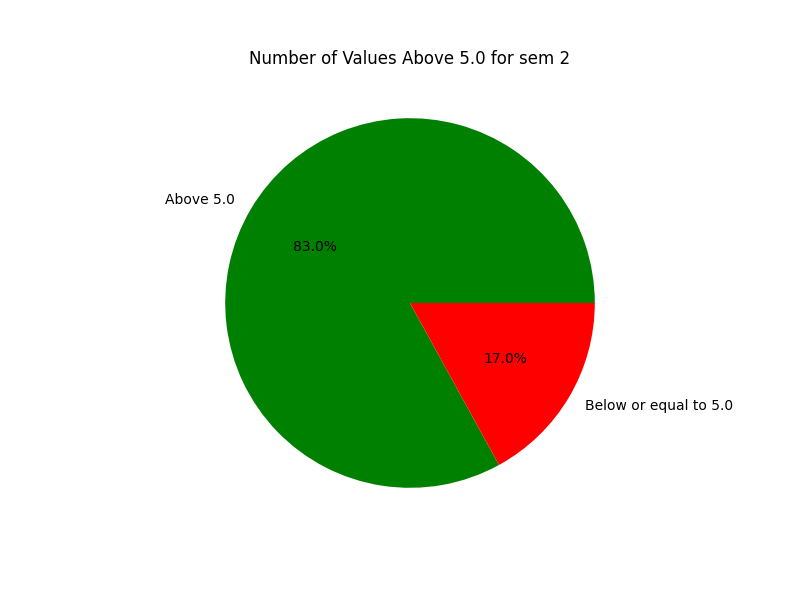 Number of Values Above 5.0 for sem 2
Above 5.0
83.0%
17.0%
Below or equal to 5.0